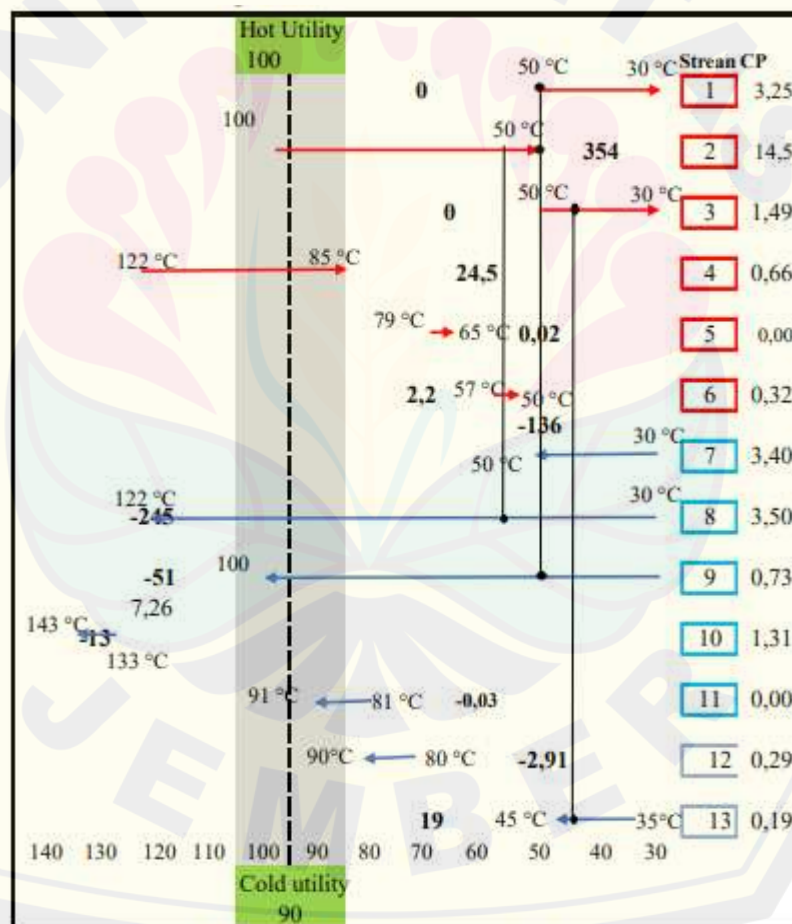 Hot Utility
100
Strean CP
50 °C 30 °C 1 3,25
0
100
50 °C 354 2 14,5
50 °C 30 °C 3 1,49
0
122 °C 85 °C 24,5 4 0,66
79 °C 65 °C 0,02 5 0,00
2,2 57 °C 50 °C 6 0,32
-136
50 °C 30 °C 7 3,40
122 °C 30 °C 8 3,50
-245
-51 100 9 0,73
7,26
143 °C -13 10 1,31
133 °C
91 °C 81 °C -0,03 11 0,00
90°C 80 °C -2,91 12 0,29
19 45 °C 35°C 13 0,19
140 130 120 110 100 90 80 70 60 50 40 30
Cold utility
90
JEMBER